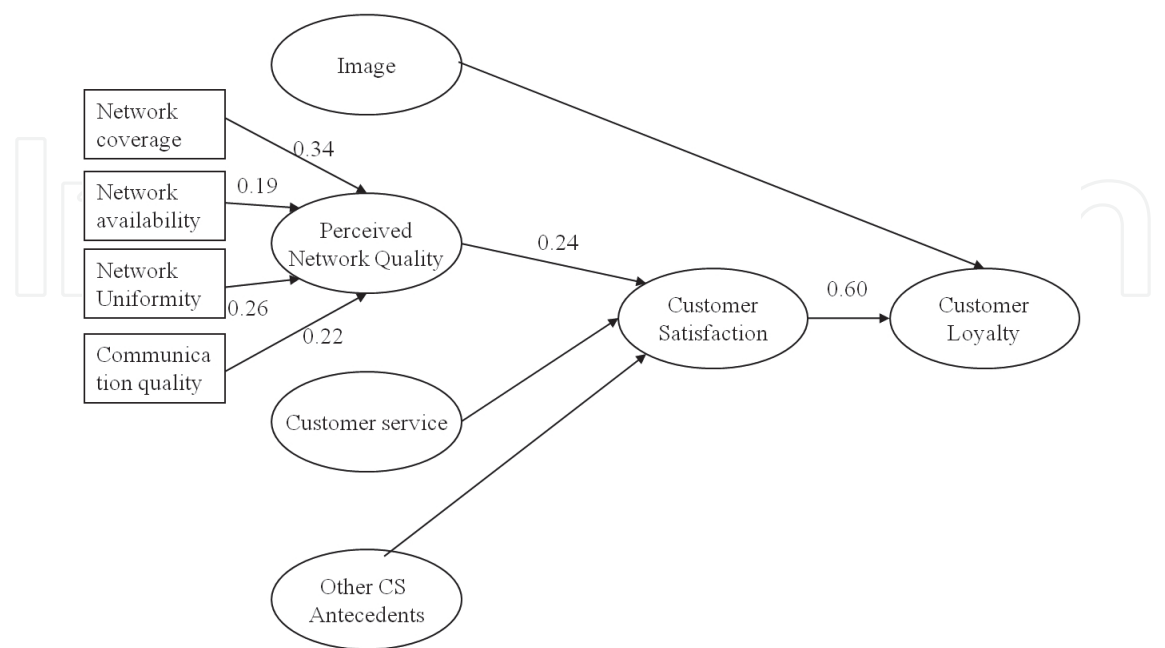 Image
Network
coverage
0.34
Network
availability
0.19
Perceived
Network Quality
Network
Uniformity
0.26
0.24
Communica
tion quality
0.22
Customer
Satisfaction
0.60
Customer
Loyalty
Customer service
Other CS
Antecedents